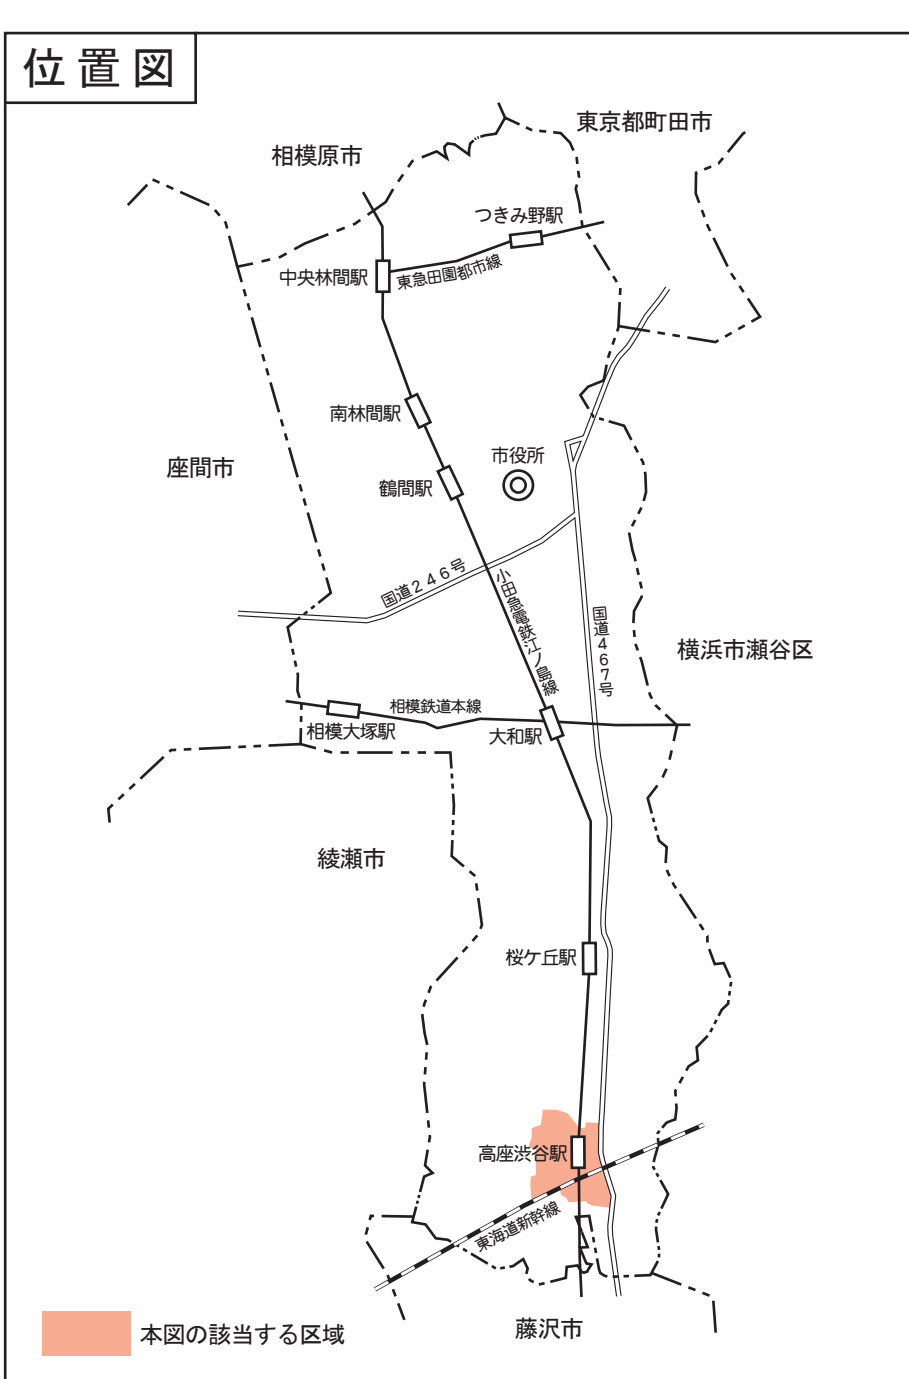 位置図
東京都町田市
相模原市
つきみ野駅
中央林間駅
東急田園都市線
南林間駅
市役所
座間市
鶴間駅
国道246号
小田急電鉄江ノ島線
国道467号
横浜市瀬谷区
相模鉄道本線
相模大塚駅
大和駅
綾瀬市
桜ケ丘駅
高座渋谷駅
東海道新幹線
藤沢市
本図の該当する区域